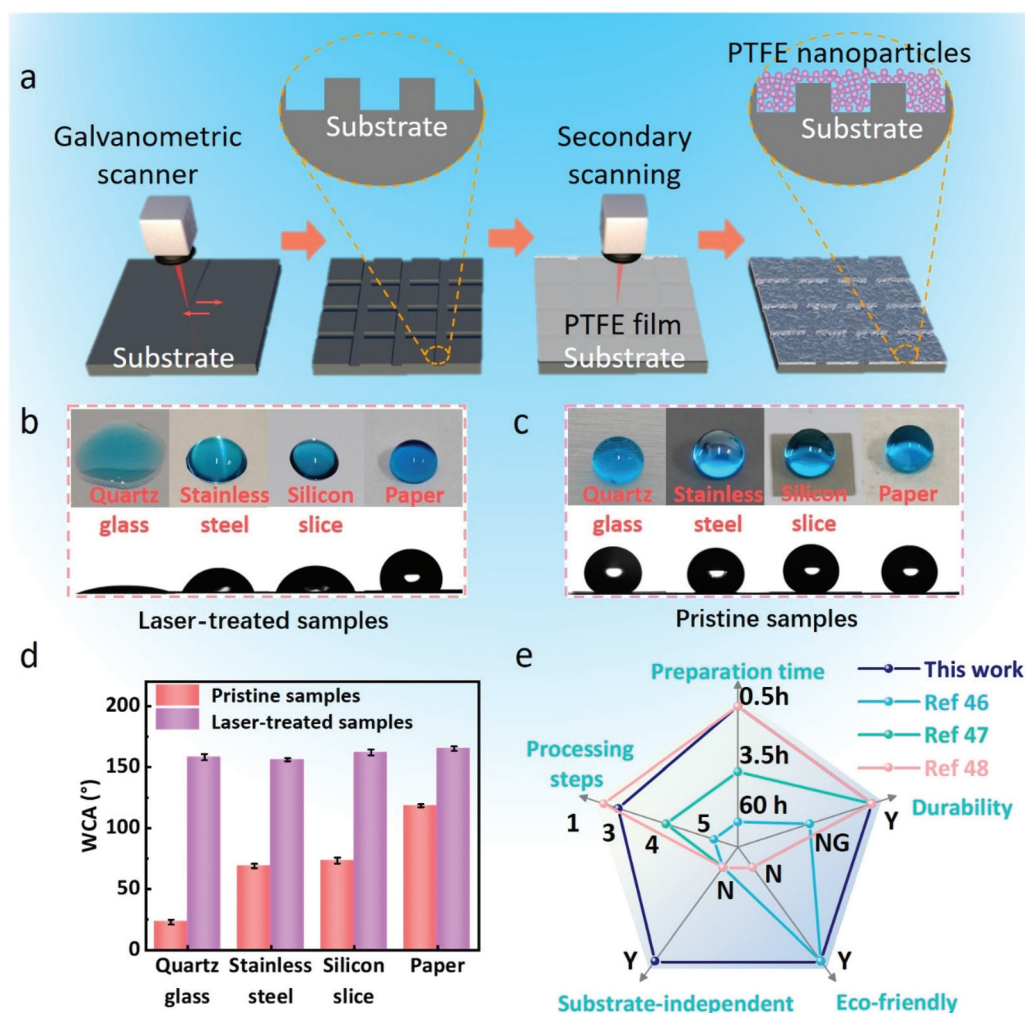 a
Galvanometric
scanner
Substrate
Substrate
Secondary
scanning
PTFE film
Substrate
PTFE nanoparticles
Substrate
b
Quartz
glass
Stainless
steel
Silicon
slice
Paper
Laser-treated samples
c
Quartz
glass
Stainless
steel
Silicon
slice
Paper
Pristine samples
d
WCA (°)
200
150
100
50
0
Pristine samples
Laser-treated samples
Quartz
glass
Stainless
steel
Silicon
slice
Paper
e
Preparation time
0.5h
3.5h
60 h
Processing
steps
1
3
4
5
Durability
Y
NG
N
N
Y
Y
Substrate-independent
Eco-friendly
This work
Ref 46
Ref 47
Ref 48